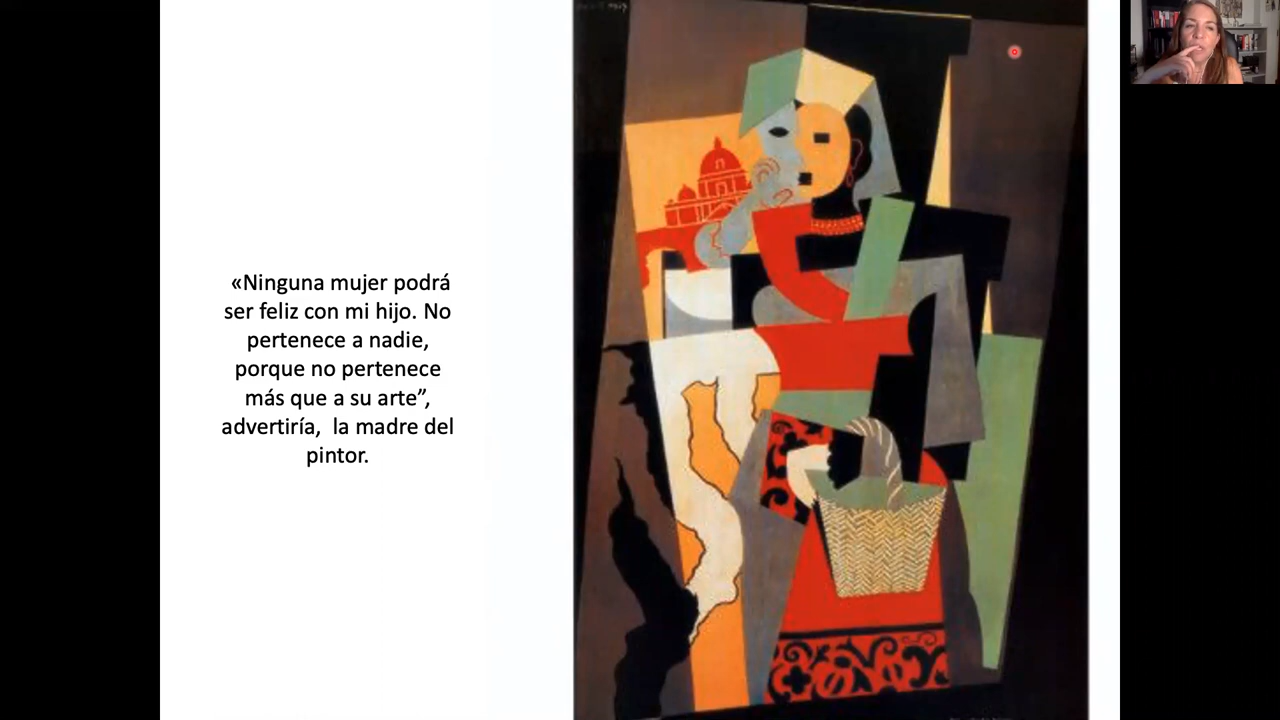 «Ninguna mujer podrá
ser feliz con mi hijo. No
pertenece a nadie,
porque no pertenece
más que a su arte”,
advertiría,  la madre del
pintor.